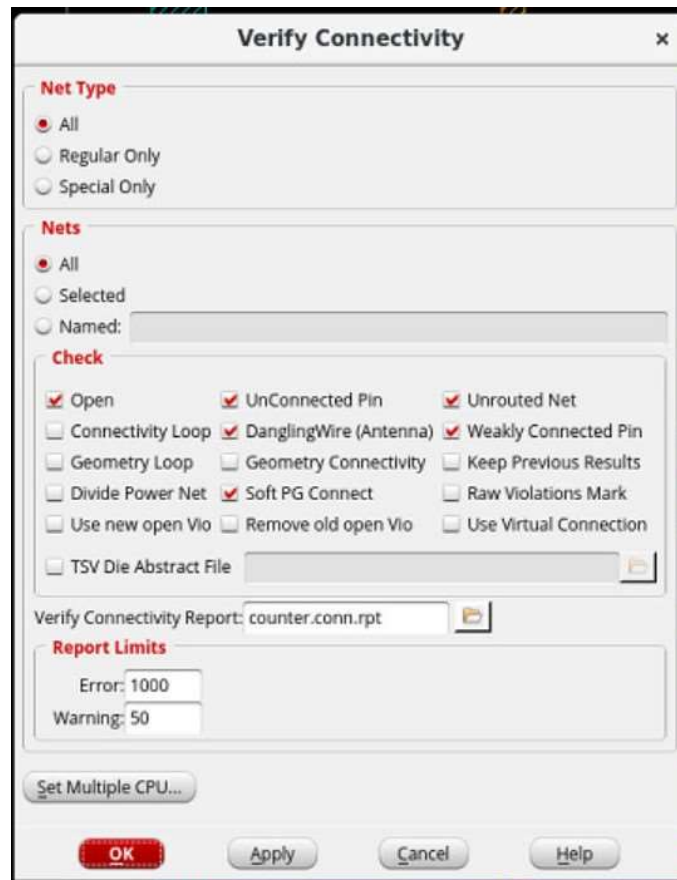 Verify Connectivity ×
Net Type
All
Regular Only
Special Only
Nets
All
Selected
Named:
Check
Open UnConnected Pin Unrouted Net
Connectivity Loop DanglingWire (Antenna) Weakly Connected Pin
Geometry Loop Geometry Connectivity Keep Previous Results
Divide Power Net Soft PG Connect Raw Violations Mark
Use new open Vio Remove old open Vio Use Virtual Connection
TSV Die Abstract File
Verify Connectivity Report: counter.conn.rpt
Report Limits
Error: 1000
Warning: 50
Set Multiple CPU...
OK Apply Cancel Help